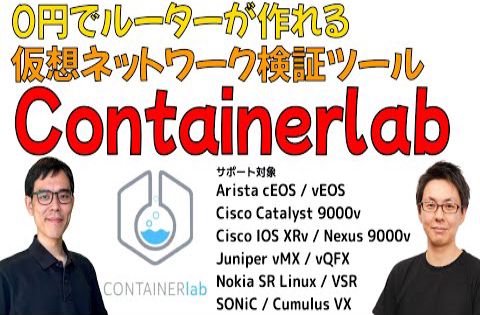 0円でルーターが作れる
仮想ネットワーク検証ツール
Containerlab
サポート対象
Arista cEOS / vEOS
Cisco Catalyst 9000v
Cisco IOS XRv / Nexus 9000v
Juniper vMX / vQFX
Nokia SR Linux / VSR
SONiC / Cumulus VX
CONTAINERlab